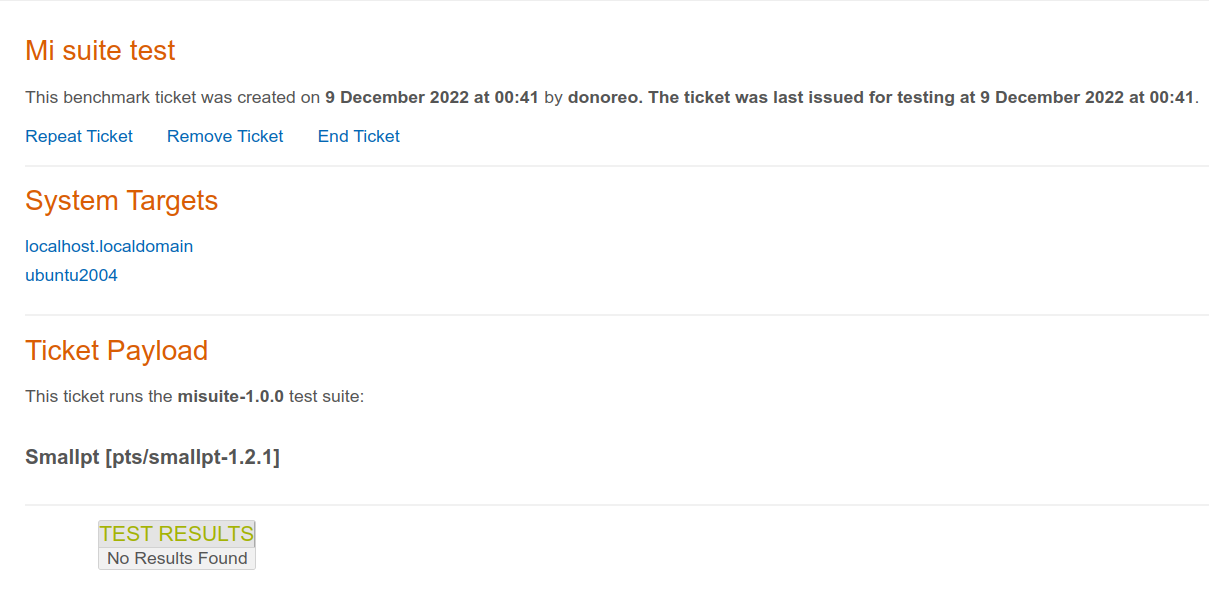 Mi suite test
This benchmark ticket was created on 9 December 2022 at 00:41 by donoreo. The ticket was last issued for testing at 9 December 2022 at 00:41.
Repeat Ticket Remove Ticket End Ticket
System Targets
localhost.localdomain
ubuntu2004
Ticket Payload
This ticket runs the misuite-1.0.0 test suite:
Smallpt [pts/smallpt-1.2.1]
TEST RESULTS
No Results Found